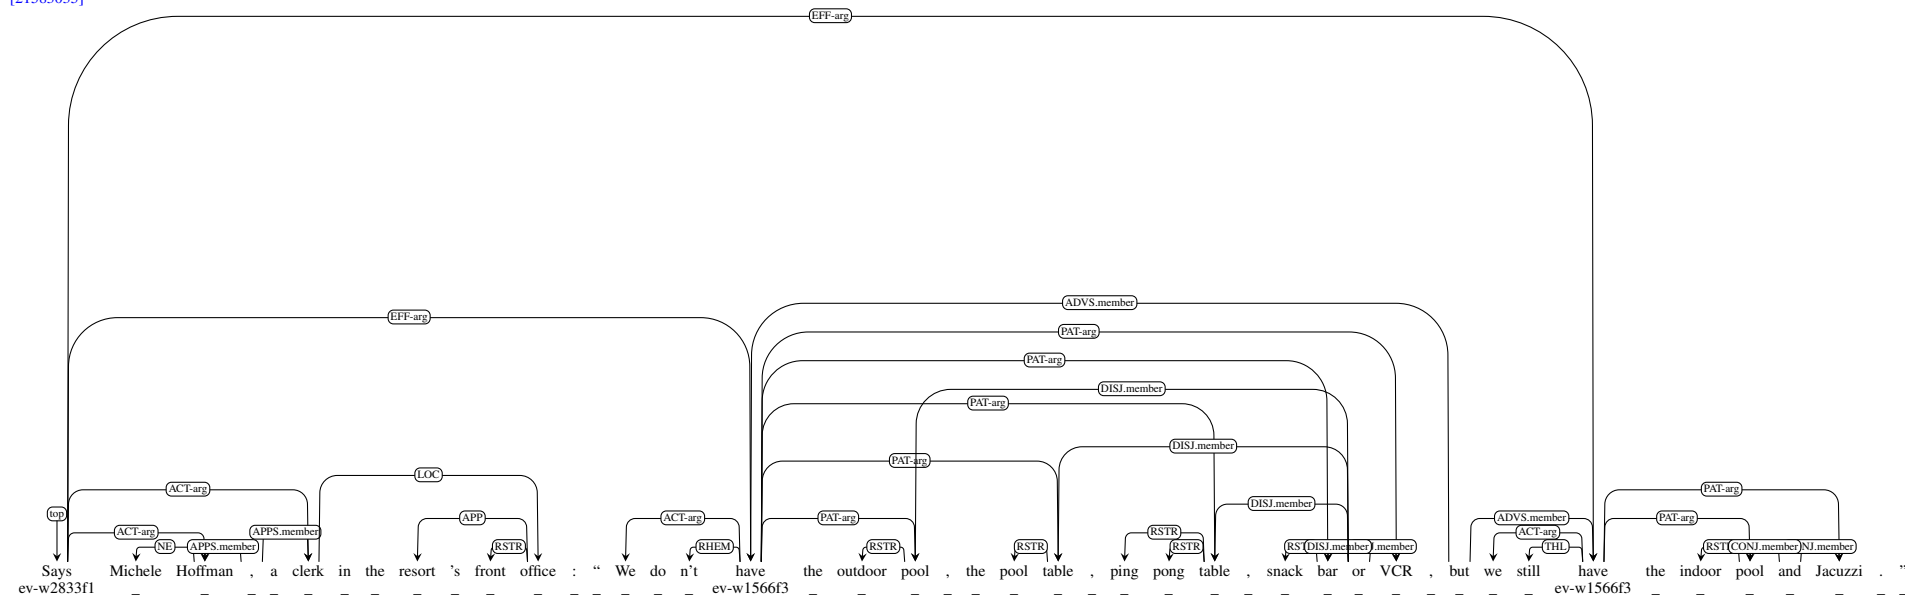 EFF-arg
ADVS.member
EFF-arg
PAT-arg
PAT-arg
DISJ.member
PAT-arg
DISJ.member
PAT-arg
LOC
ACT-arg PAT-arg
DISJ.member
top APP ACT-arg PAT-arg ADVS.member PAT-arg
ACT-arg APPS.member RSTR ACT-arg
NE APPS.member RSTR RHEM RSTR RSTR RSTR DISJ.member THL CONJ.member
Says Michele Hoffman , a clerk in the resort 's front office : “ We do n't have the outdoor pool , the pool table , ping pong table , snack bar or VCR , but we still have the indoor pool and Jacuzzi . ”
ev-w2833f1 _ _ _ _ _ _ _ _ _ _ _ _ _ _ _ _ ev-w1566f3 _ _ _ _ _ _ _ _ _ _ _ _ _ _ _ _ _ _ _ _ ev-w1566f3 _ _ _ _ _ _ _